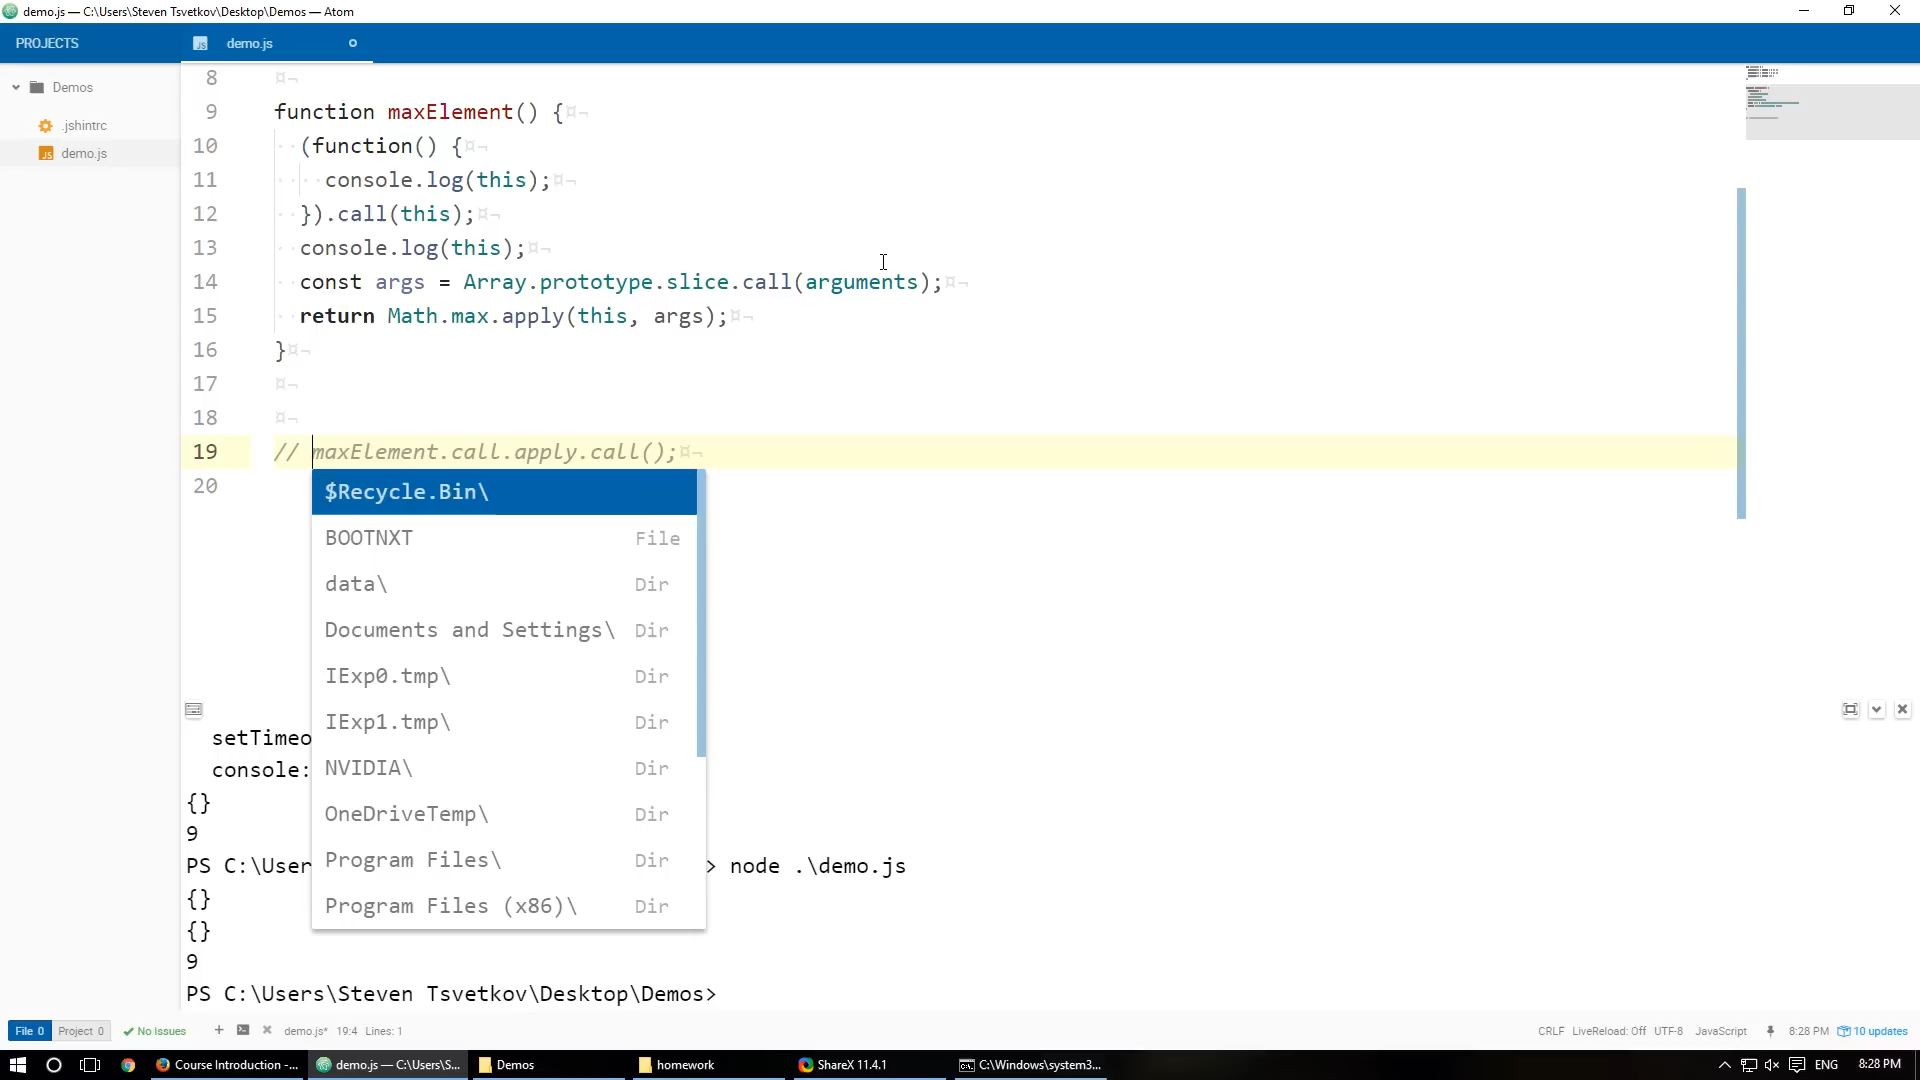 demo.js — C:\Users\Steven Tsvetkov\Desktop\Demos — Atom
PROJECTS
demo.js
Demos
.jshintrc
demo.js
8 ¤¬
9 function maxElement() {¤¬
10 (function() {¤¬
11 console.log(this);¤¬
12 }).call(this);¤¬
13 console.log(this);¤¬
14 const args = Array.prototype.slice.call(arguments);¤¬
15 return Math.max.apply(this, args);¤¬
16 }¤¬
17 ¤¬
18 ¤¬
19 // maxElement.call.apply.call();¤¬
20
$Recycle.Bin\
BOOTNXT File
data\ Dir
Documents and Settings\ Dir
IExp0.tmp\ Dir
IExp1.tmp\ Dir
NVIDIA\ Dir
OneDriveTemp\ Dir
Program Files\ Dir
Program Files (x86)\ Dir
setTimeo
console:
{}
9
PS C:\User > node .\demo.js
{}
{}
9
PS C:\Users\Steven Tsvetkov\Desktop\Demos>
File 0 Project 0 No Issues demo.js* 19:4 Lines: 1 CRLF LiveReload: Off UTF-8 JavaScript 8:28 PM 10 updates
Course Introduction -... demo.js — C:\Users\S... Demos homework ShareX 11.4.1 C:\Windows\system3... ENG 8:28 PM